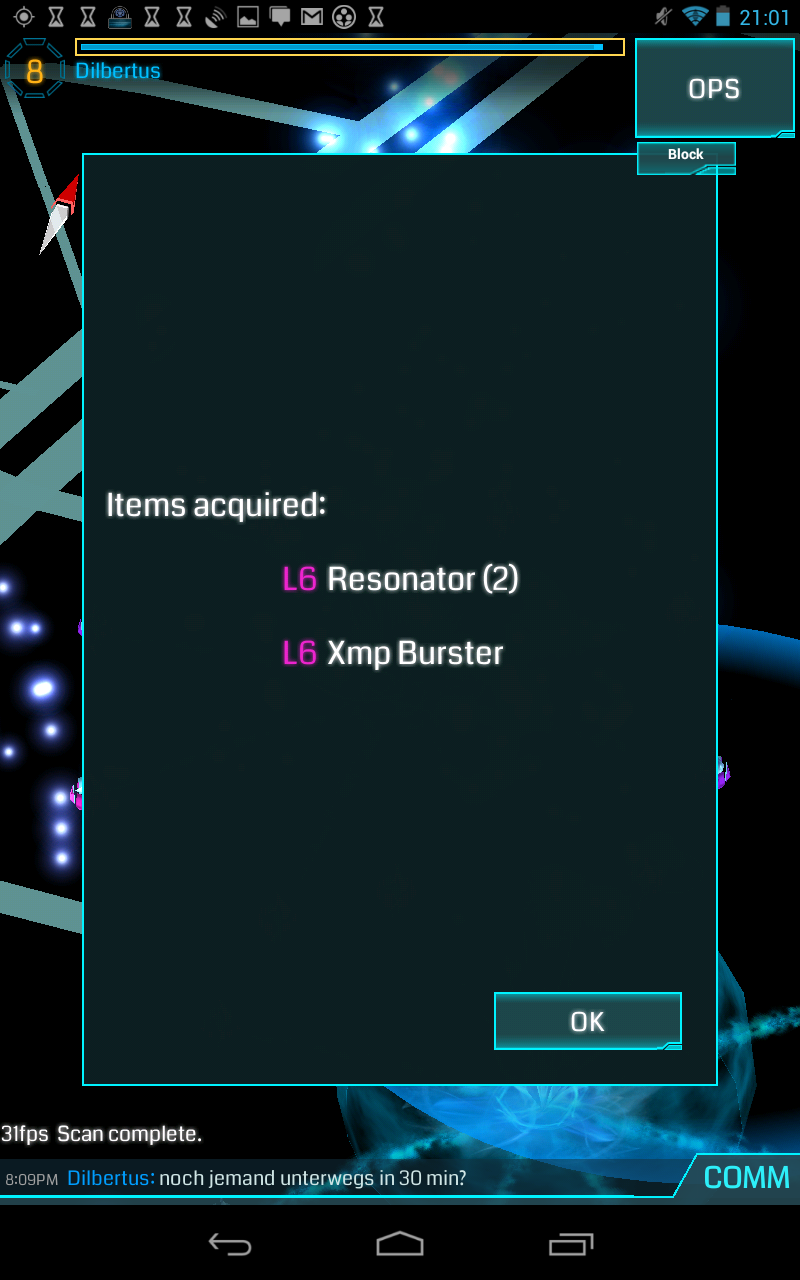 21:01
8
Dilbertus
OPS
Block
Items acquired:
L6 Resonator (2)
L6 Xmp Burster
OK
31fps Scan complete.
8:09PM Dilbertus: noch jemand unterwegs in 30 min?
COMM